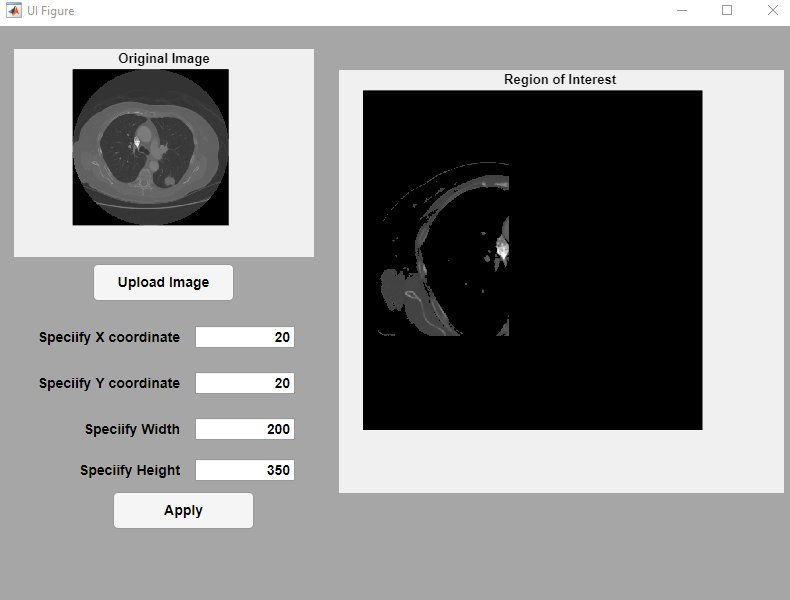 UI Figure
Original Image
Upload Image
Speciify X coordinate 20
Speciify Y coordinate 20
Speciify Width 200
Speciify Height 350
Apply
Region of Interest